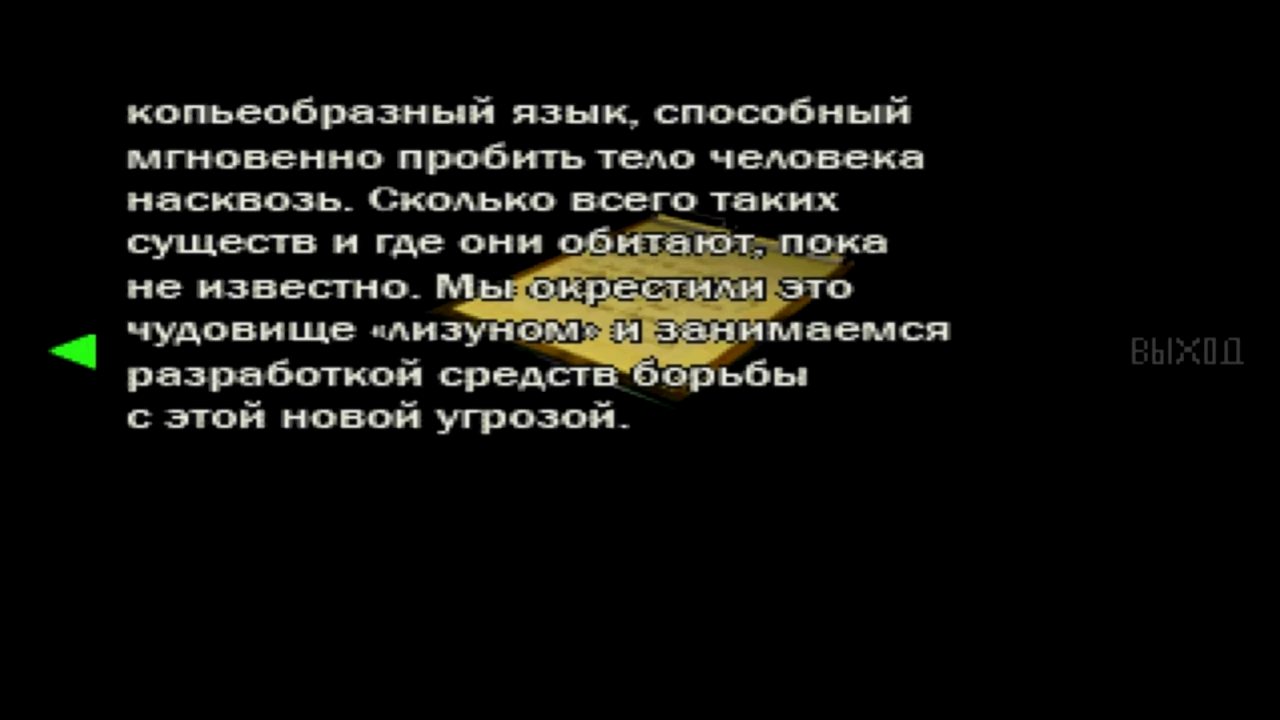 копьеобразный язык, способный
мгновенно пробить тело человека
насквозь. Сколько всего таких
существ и где они обитают, пока
не известно. Мы окрестили это
чудовище «лизуном» и занимаемся
разработкой средств борьбы
с этой новой угрозой.
ВЫХОД